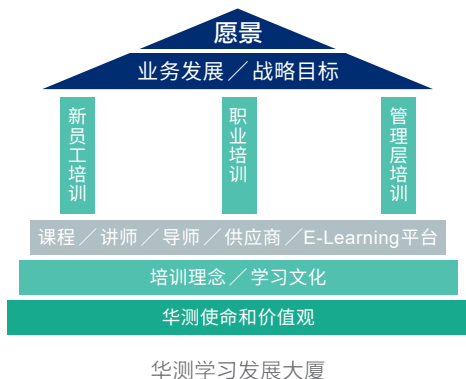 愿景
业务发展／战略目标
新员工培训
职业培训
管理层培训
课程／讲师／导师／供应商／E-Learning平台
培训理念／学习文化
华测使命和价值观
华测学习发展大厦